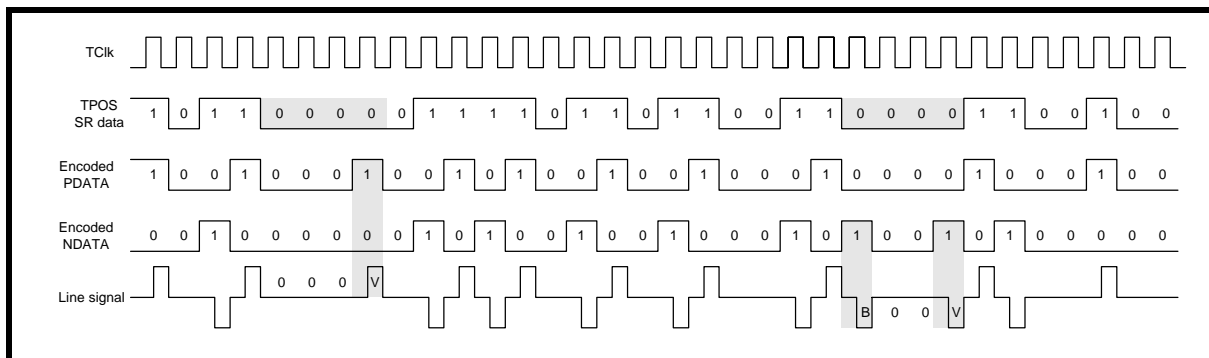 TClk
TPOS
SR data
1 0 1 1 0 0 0 0 0 1 1 1 1 0 1 1 0 1 1 0 0 1 1 0 0 0 0 1 1 0 0 1 0 0
Encoded
PDATA
1 0 0 1 0 0 0 1 0 0 1 0 1 0 0 1 0 0 1 0 0 0 1 0 0 0 0 1 0 0 0 1 0 0
Encoded
NDATA
0 0 1 0 0 0 0 0 0 1 0 1 0 0 1 0 0 1 0 0 0 1 0 1 0 0 1 0 1 0 0 0 0 0
Line signal
0 0 0 V
B 0 0 V